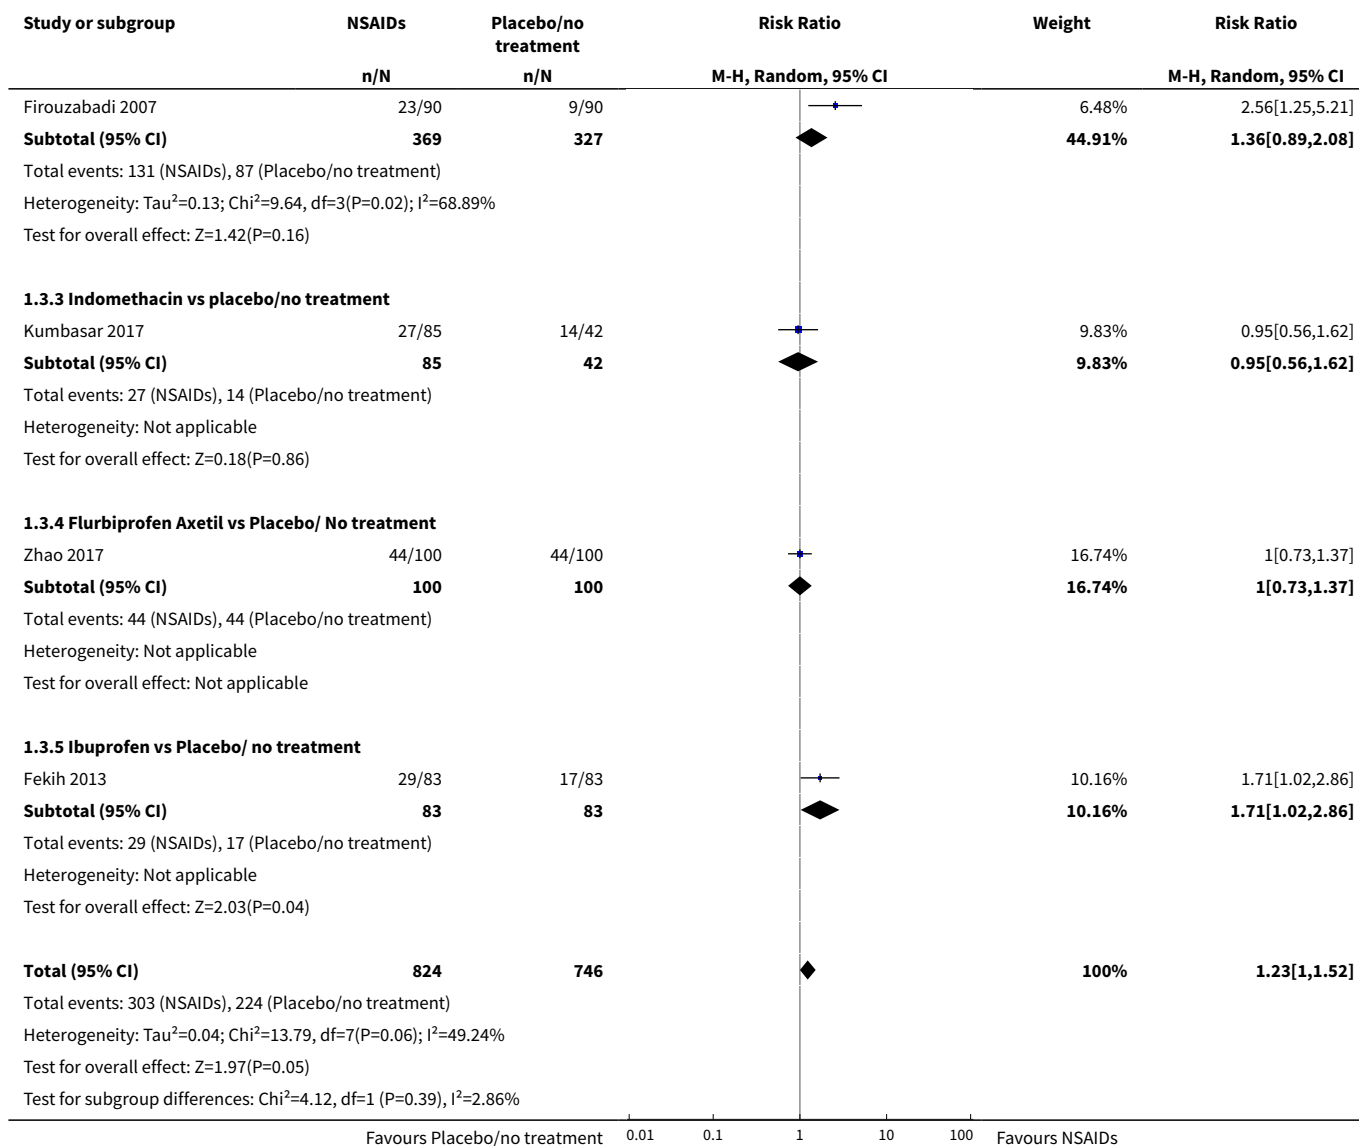 Study or subgroup NSAIDs Placebo/no treatment Risk Ratio Weight Risk Ratio
n/N n/N M-H, Random, 95% CI M-H, Random, 95% CI
Firouzabadi 2007 23/90 9/90 6.48% 2.56[1.25,5.21]
Subtotal (95% CI) 369 327 44.91% 1.36[0.89,2.08]
Total events: 131 (NSAIDs), 87 (Placebo/no treatment)
Heterogeneity: Tau²=0.13; Chi²=9.64, df=3(P=0.02); I²=68.89%
Test for overall effect: Z=1.42(P=0.16)
1.3.3 Indomethacin vs placebo/no treatment
Kumbasar 2017 27/85 14/42 9.83% 0.95[0.56,1.62]
Subtotal (95% CI) 85 42 9.83% 0.95[0.56,1.62]
Total events: 27 (NSAIDs), 14 (Placebo/no treatment)
Heterogeneity: Not applicable
Test for overall effect: Z=0.18(P=0.86)
1.3.4 Flurbiprofen Axetil vs Placebo/ No treatment
Zhao 2017 44/100 44/100 16.74% 1[0.73,1.37]
Subtotal (95% CI) 100 100 16.74% 1[0.73,1.37]
Total events: 44 (NSAIDs), 44 (Placebo/no treatment)
Heterogeneity: Not applicable
Test for overall effect: Not applicable
1.3.5 Ibuprofen vs Placebo/ no treatment
Fekih 2013 29/83 17/83 10.16% 1.71[1.02,2.86]
Subtotal (95% CI) 83 83 10.16% 1.71[1.02,2.86]
Total events: 29 (NSAIDs), 17 (Placebo/no treatment)
Heterogeneity: Not applicable
Test for overall effect: Z=2.03(P=0.04)
Total (95% CI) 824 746 100% 1.23[1,1.52]
Total events: 303 (NSAIDs), 224 (Placebo/no treatment)
Heterogeneity: Tau²=0.04; Chi²=13.79, df=7(P=0.06); I²=49.24%
Test for overall effect: Z=1.97(P=0.05)
Test for subgroup differences: Chi²=4.12, df=1 (P=0.39), I²=2.86%
Favours Placebo/no treatment 0.01 0.1 1 10 100 Favours NSAIDs